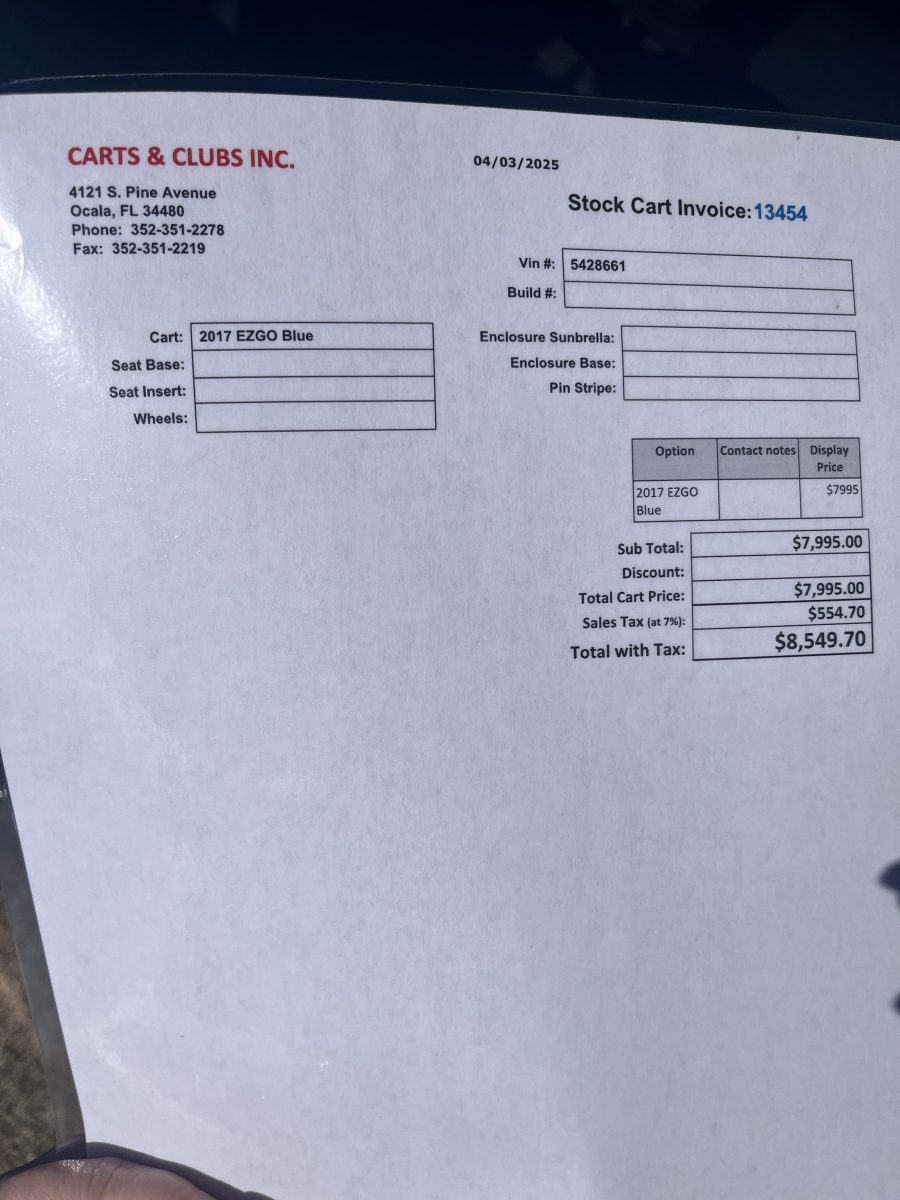 CARTS & CLUBS INC.
04/03/2025
4121 S. Pine Avenue
Ocala, FL 34480
Phone: 352-351-2278
Fax: 352-351-2219
Stock Cart Invoice: 13454
Vin #: 5428661
Build #:
Cart: 2017 EZGO Blue
Seat Base:
Seat Insert:
Wheels:
Enclosure Sunbrella:
Enclosure Base:
Pin Stripe:
Option Contact notes Display
Price
2017 EZGO $7995
Blue
Sub Total: $7,995.00
Discount:
Total Cart Price: $7,995.00
Sales Tax (at 7%): $554.70
Total with Tax: $8,549.70